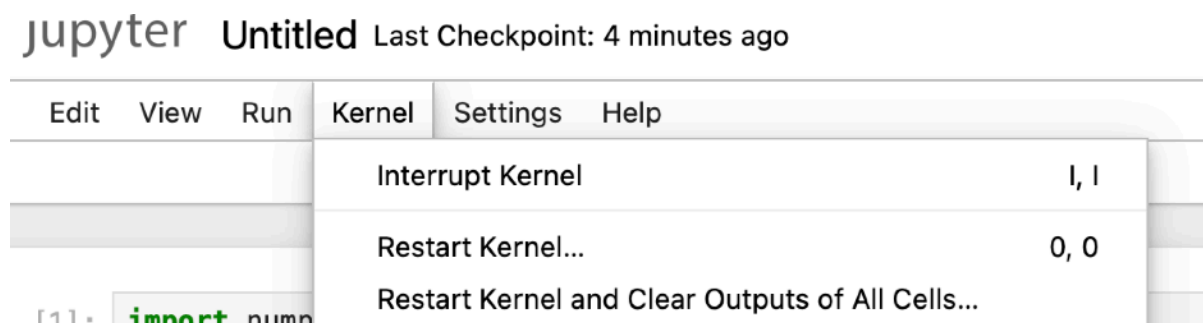 jupyter Untitled Last Checkpoint: 4 minutes ago
Edit View Run Kernel Settings Help
Interrupt Kernel I, I
Restart Kernel... 0, 0
Restart Kernel and Clear Outputs of All Cells...
[1]: import nump